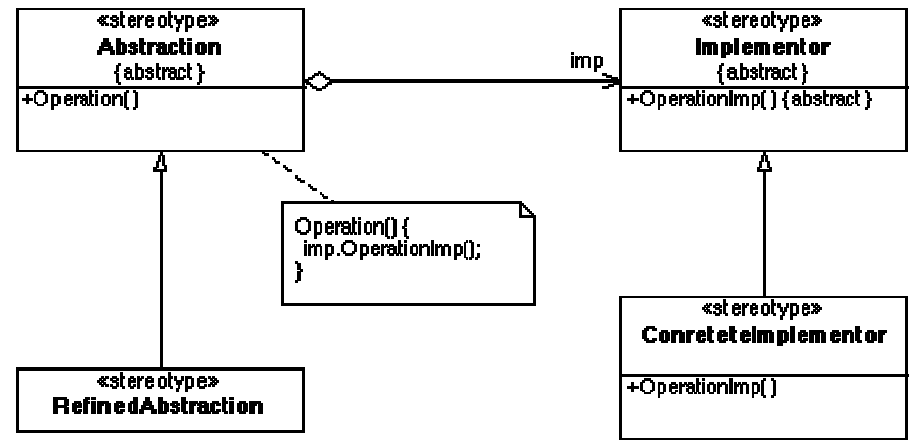 «stereotype»
Abstraction
{abstract}
+Operation()
imp
«stereotype»
Implementor
{abstract}
+OperationImp() {abstract}
Operation() {
imp.OperationImp();
}
«stereotype»
RefinedAbstraction
«stereotype»
ConreteteImplementor
+OperationImp()